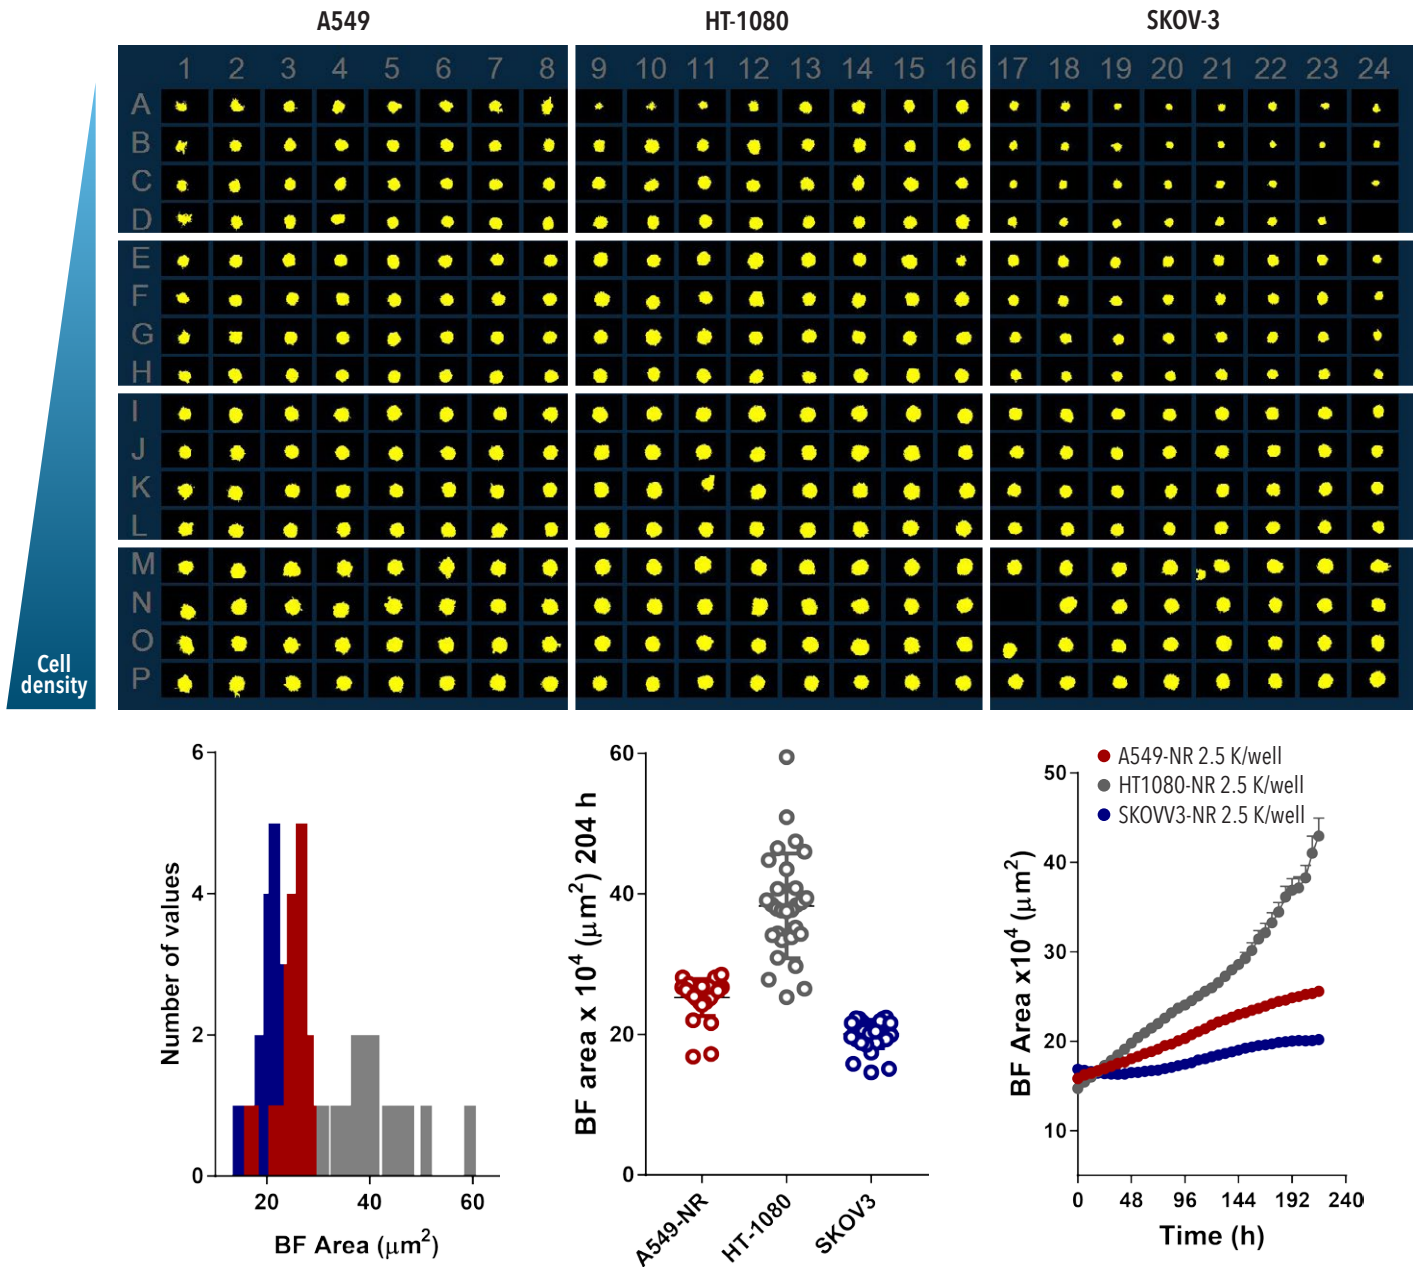 A549 HT-1080 SKOV-3
1 2 3 4 5 6 7 8 9 10 11 12 13 14 15 16 17 18 19 20 21 22 23 24
A
B
C
D
E
F
G
H
I
J
K
L
M
N
O
P
Cell
density
6
4
2
0
Number of values
20 40 60
BF Area (μm²)
60
40
20
0
BF area x 10⁴ (μm²) 204 h
A549-NR
HT-1080
SKOV3
A549-NR 2.5 K/well
HT1080-NR 2.5 K/well
SKOVV3-NR 2.5 K/well
50
40
30
20
10
BF Area x10⁴ (μm²)
0 48 96 144 192 240
Time (h)